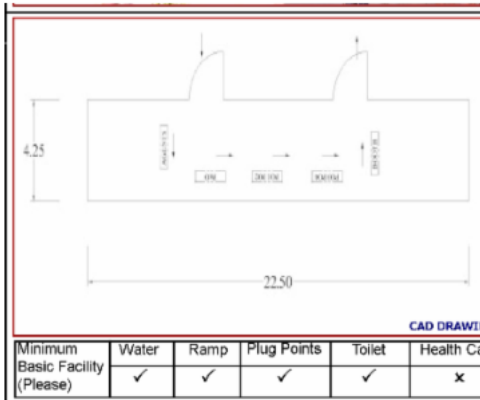 4.25
22.50
CAD DRAWI
Minimum Basic Facility (Please)
Water
Ramp
Plug Points
Toilet
Health Ca
✓
✓
✓
✓
x